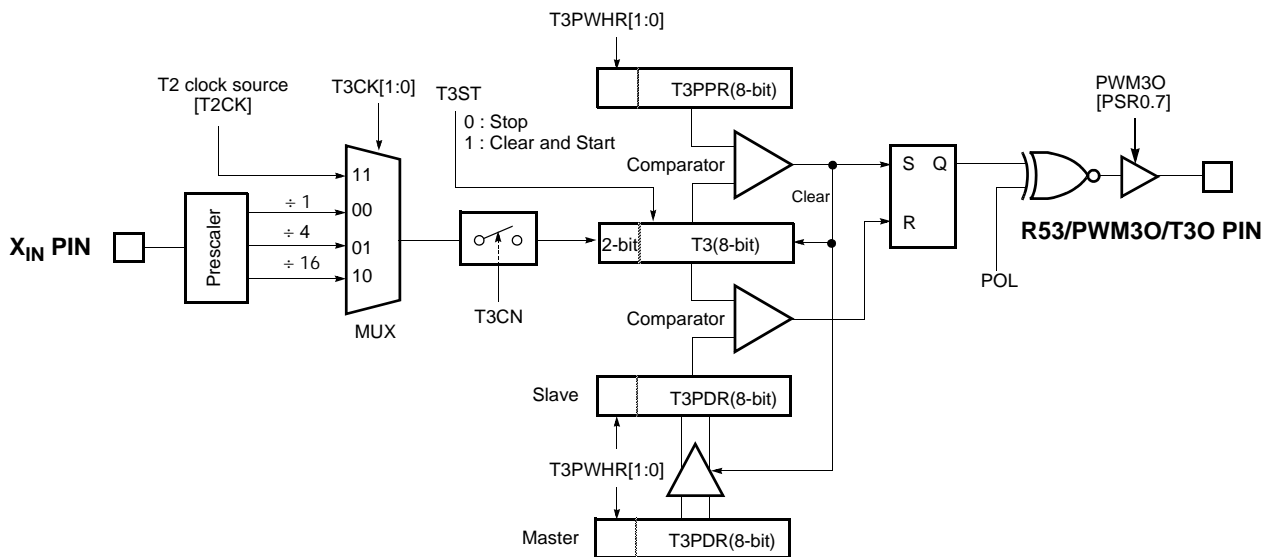 T3PWHR[1:0]
T3PPR(8-bit)
T2 clock source
[T2CK]
T3CK[1:0]
T3ST
0 : Stop
1 : Clear and Start
PWM3O
[PSR0.7]
Comparator
11
00
01
10
Prescaler
÷ 1
÷ 4
÷ 16
XIN PIN
MUX
T3CN
2-bit
T3(8-bit)
Clear
S
Q
R
R53/PWM3O/T3O PIN
POL
Comparator
Slave
T3PDR(8-bit)
T3PWHR[1:0]
Master
T3PDR(8-bit)